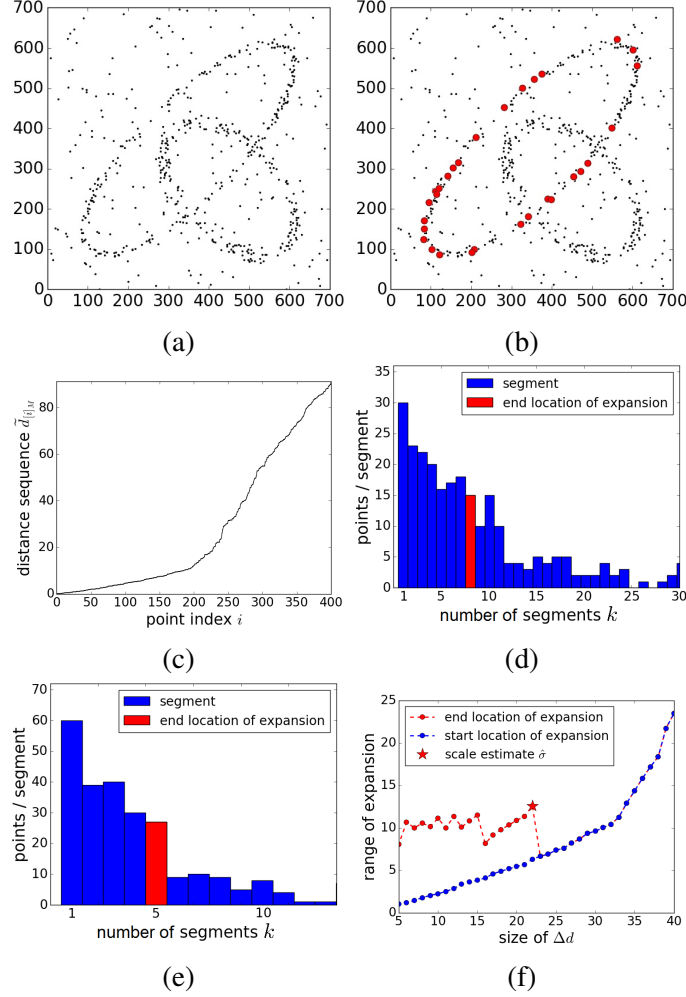 700
600
500
400
300
200
100
0
0 100 200 300 400 500 600 700
(a)
700
600
500
400
300
200
100
0
0 100 200 300 400 500 600 700
(b)
distance sequence d̃[i]M
80
60
40
20
0
0 50 100 150 200 250 300 350 400
point index i
(c)
points / segment
35
30
25
20
15
10
5
0
segment
end location of expansion
1 5 10 15 20 25 30
number of segments k
(d)
points / segment
70
60
50
40
30
20
10
0
segment
end location of expansion
1 5 10
number of segments k
(e)
range of expansion
25
20
15
10
5
0
end location of expansion
start location of expansion
scale estimate σ̂
5 10 15 20 25 30 35 40
size of Δd
(f)